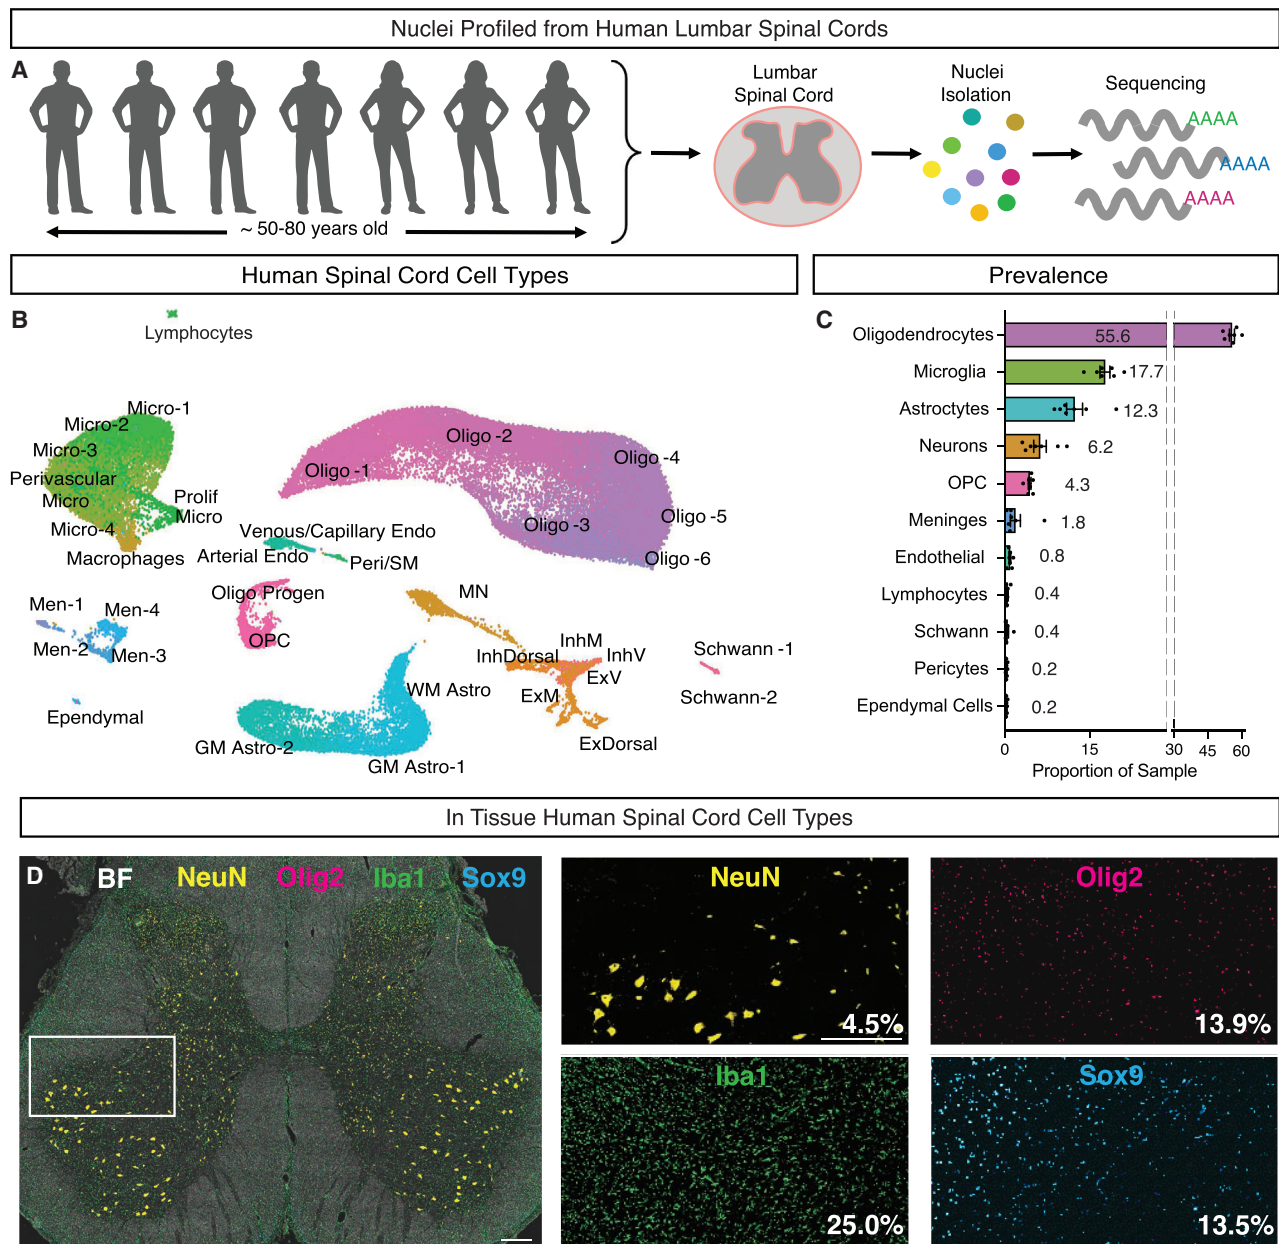 Nuclei Profiled from Human Lumbar Spinal Cords
A
~ 50-80 years old
Lumbar
Spinal Cord
Nuclei
Isolation
Sequencing
AAAA
AAAA
AAAA
Human Spinal Cord Cell Types
Prevalence
B
Lymphocytes
Micro-1
Micro-2
Micro-3
Perivascular
Micro
Prolif
Micro
Micro-4
Macrophages
Oligo -1
Oligo -2
Oligo -3
Oligo -4
Oligo -5
Oligo -6
Venous/Capillary Endo
Arterial Endo
Peri/SM
Oligo Progen
OPC
Men-1
Men-4
Men-2
Men-3
Ependymal
MN
InhM
InhDorsal
InhV
ExV
ExM
ExDorsal
Schwann -1
Schwann-2
WM Astro
GM Astro-2
GM Astro-1
C
Oligodendrocytes 55.6
Microglia 17.7
Astroctytes 12.3
Neurons 6.2
OPC 4.3
Meninges 1.8
Endothelial 0.8
Lymphocytes 0.4
Schwann 0.4
Pericytes 0.2
Ependymal Cells 0.2
0 15 30 45 60
Proportion of Sample
In Tissue Human Spinal Cord Cell Types
D BF NeuN Olig2 Iba1 Sox9
NeuN
4.5%
Olig2
13.9%
Iba1
25.0%
Sox9
13.5%